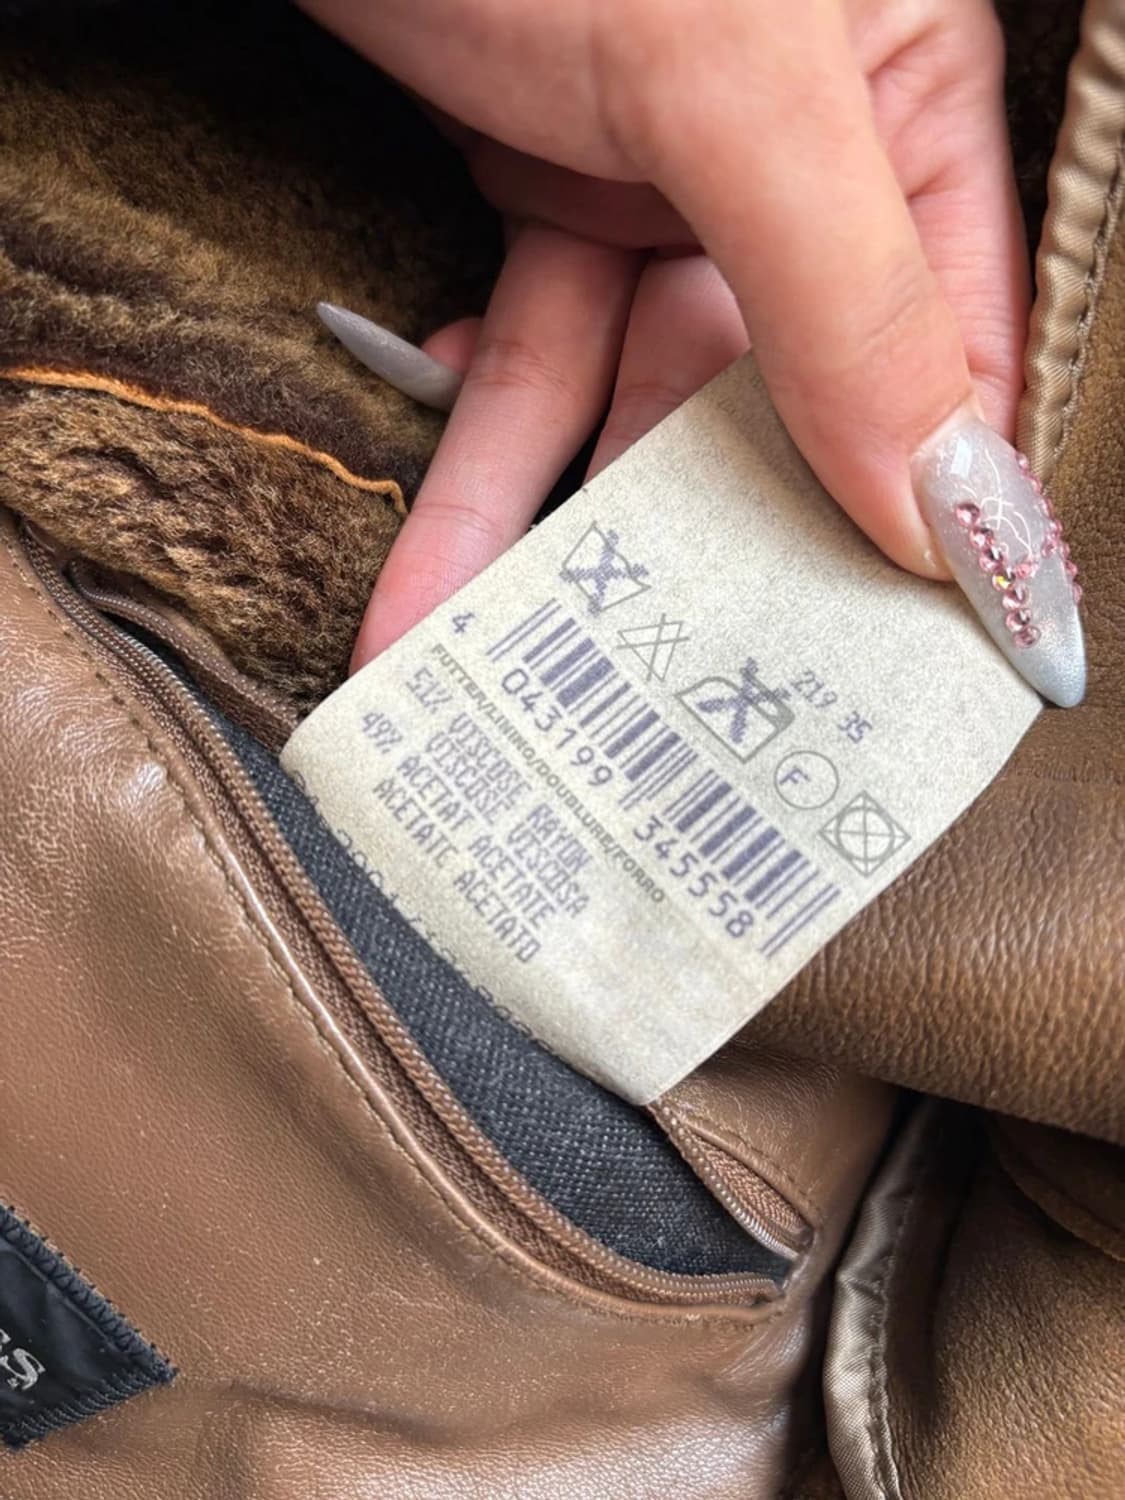 219 35
F
4 043199 345558
FUTTER/LINING/DOUBLURE/FORRO
51% VISCOSE RAYON
VISCOSE VISCOSA
49% ACETAT ACETATE
ACETATE ACETATO